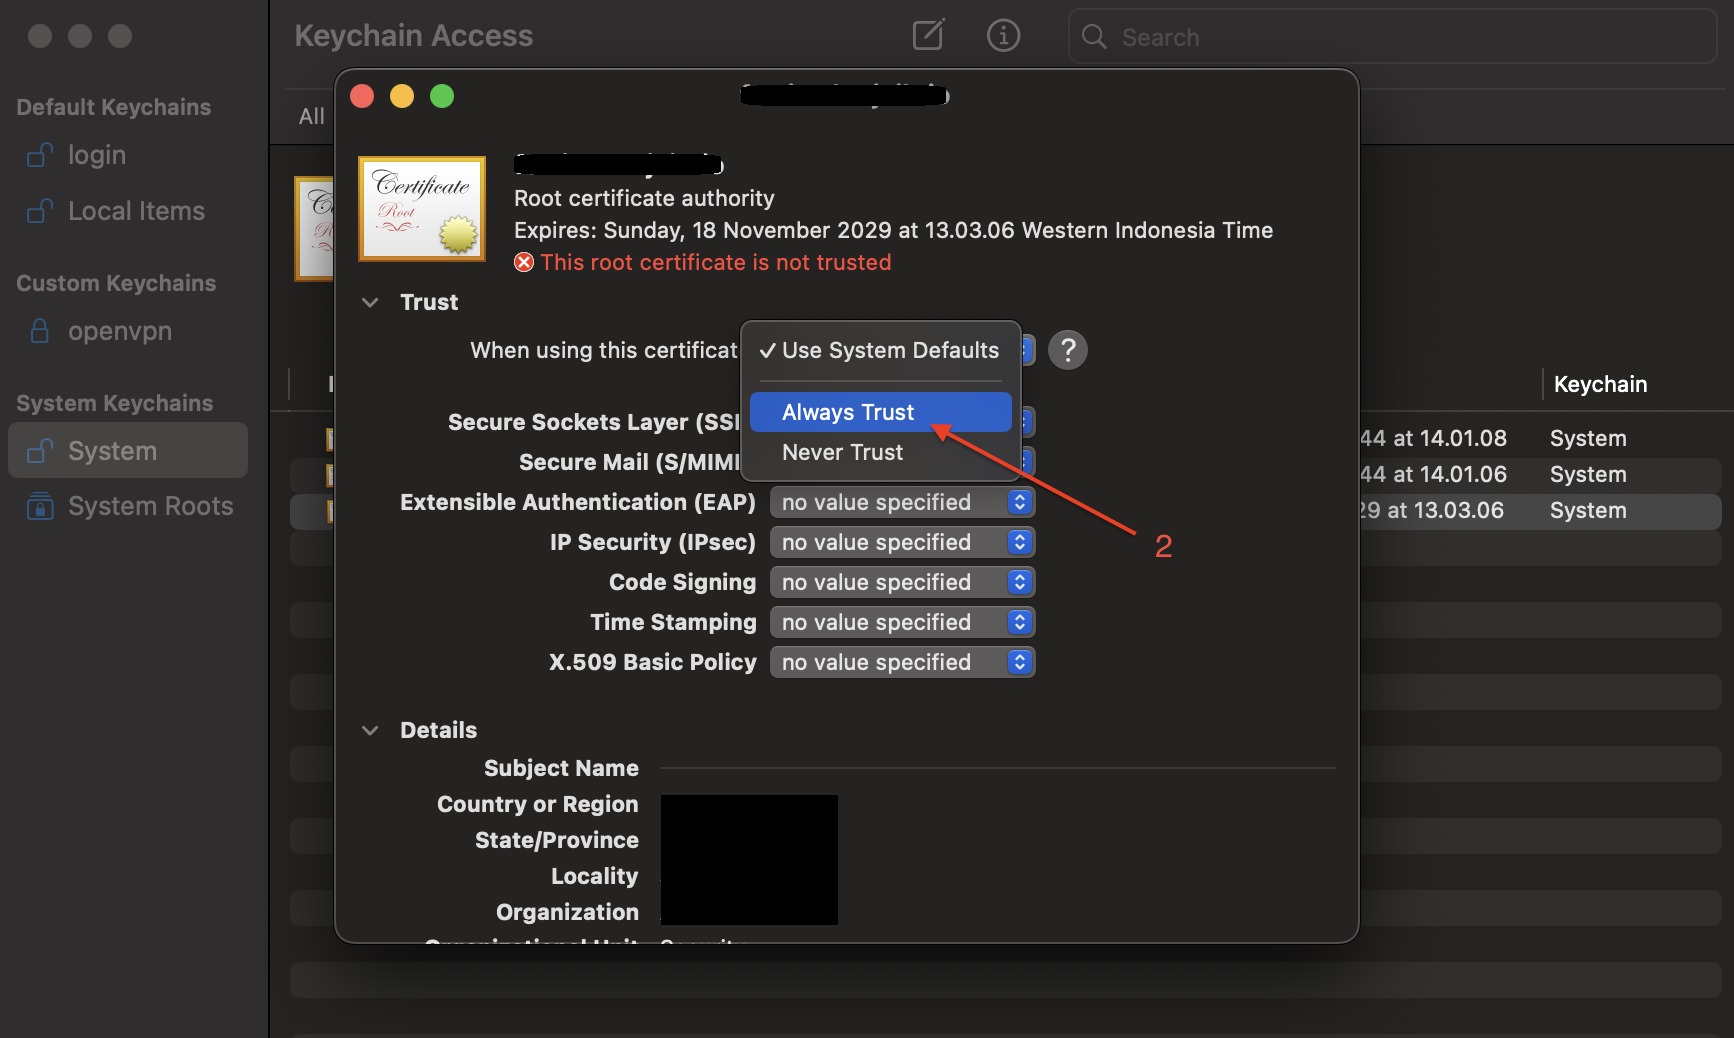 Keychain Access
Search
Default Keychains
login
Local Items
Custom Keychains
openvpn
System Keychains
System
System Roots
All
Certificate
Root
Root certificate authority
Expires: Sunday, 18 November 2029 at 13.03.06 Western Indonesia Time
This root certificate is not trusted
Trust
When using this certificat
✓ Use System Defaults
?
Always Trust
Never Trust
Secure Sockets Layer (SSL
Secure Mail (S/MIM
Extensible Authentication (EAP) no value specified
IP Security (IPsec) no value specified
Code Signing no value specified
Time Stamping no value specified
X.509 Basic Policy no value specified
2
Keychain
44 at 14.01.08 System
44 at 14.01.06 System
29 at 13.03.06 System
Details
Subject Name
Country or Region
State/Province
Locality
Organization
Organizational Unit Security